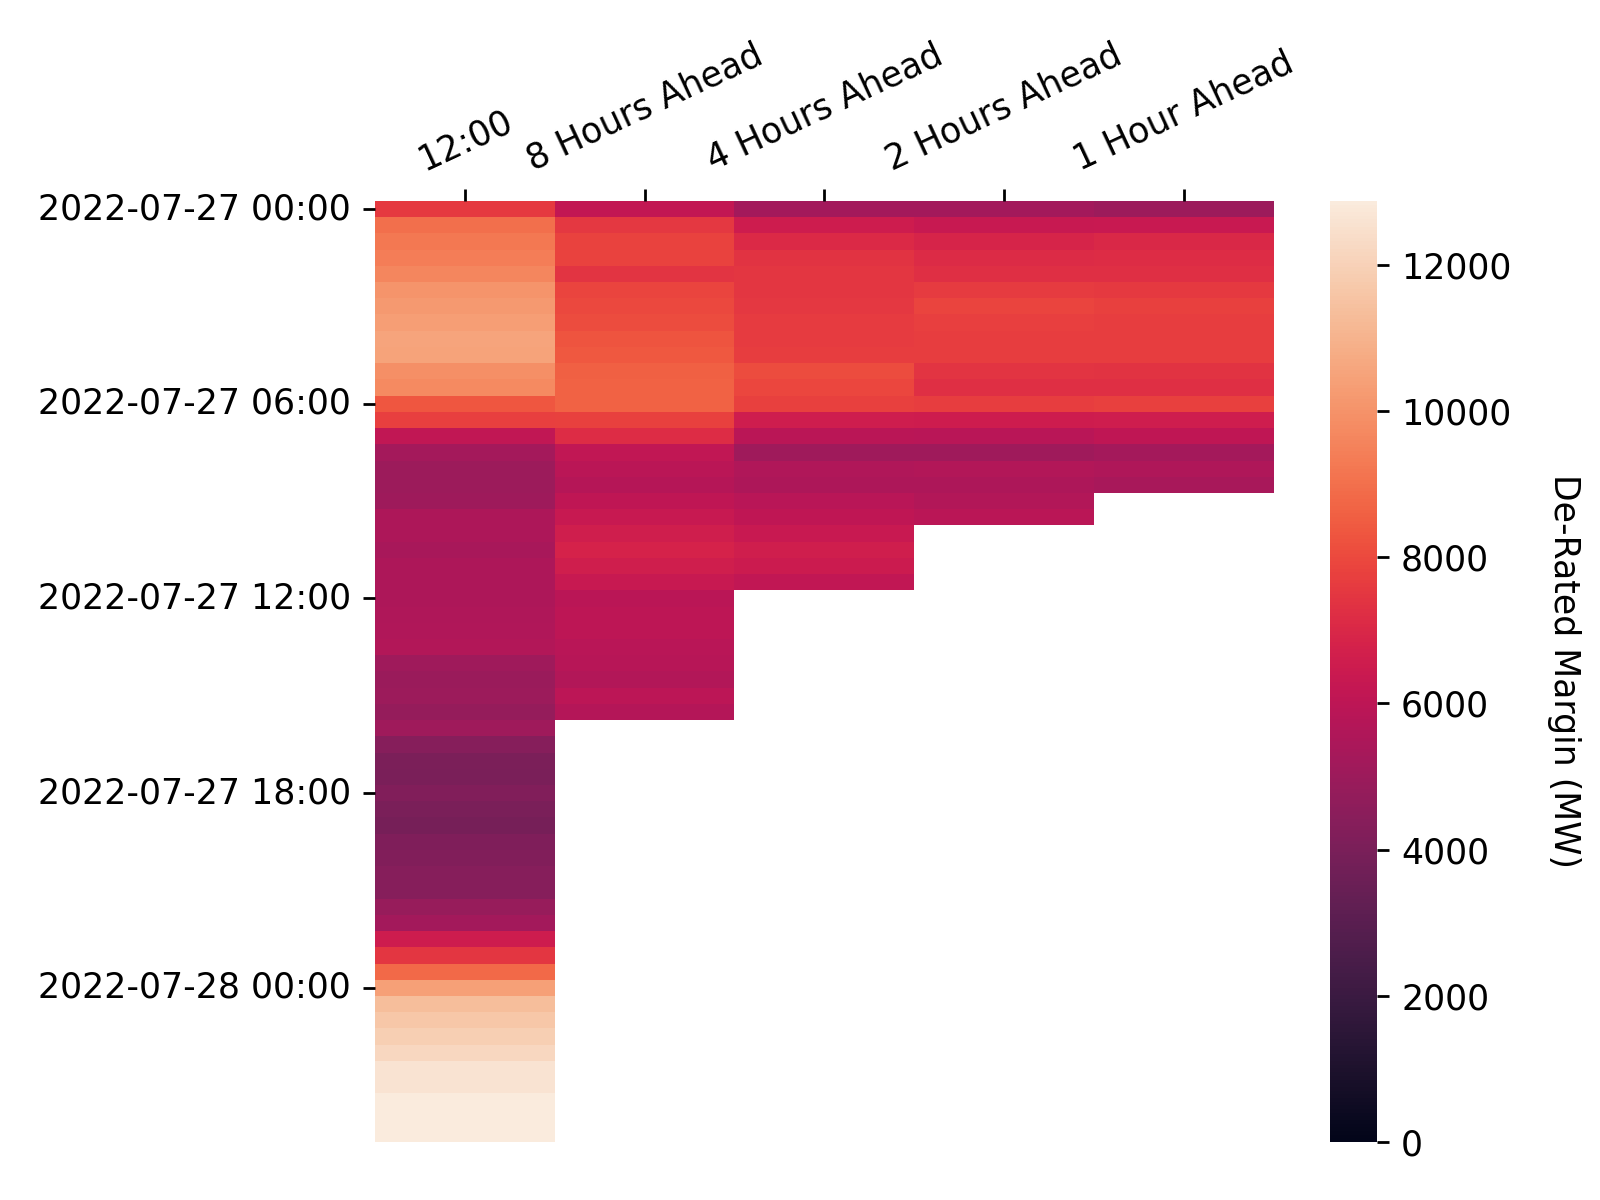 12:00
8 Hours Ahead
4 Hours Ahead
2 Hours Ahead
1 Hour Ahead
2022-07-27 00:00
2022-07-27 06:00
2022-07-27 12:00
2022-07-27 18:00
2022-07-28 00:00
12000
10000
8000
6000
4000
2000
0
De-Rated Margin (MW)